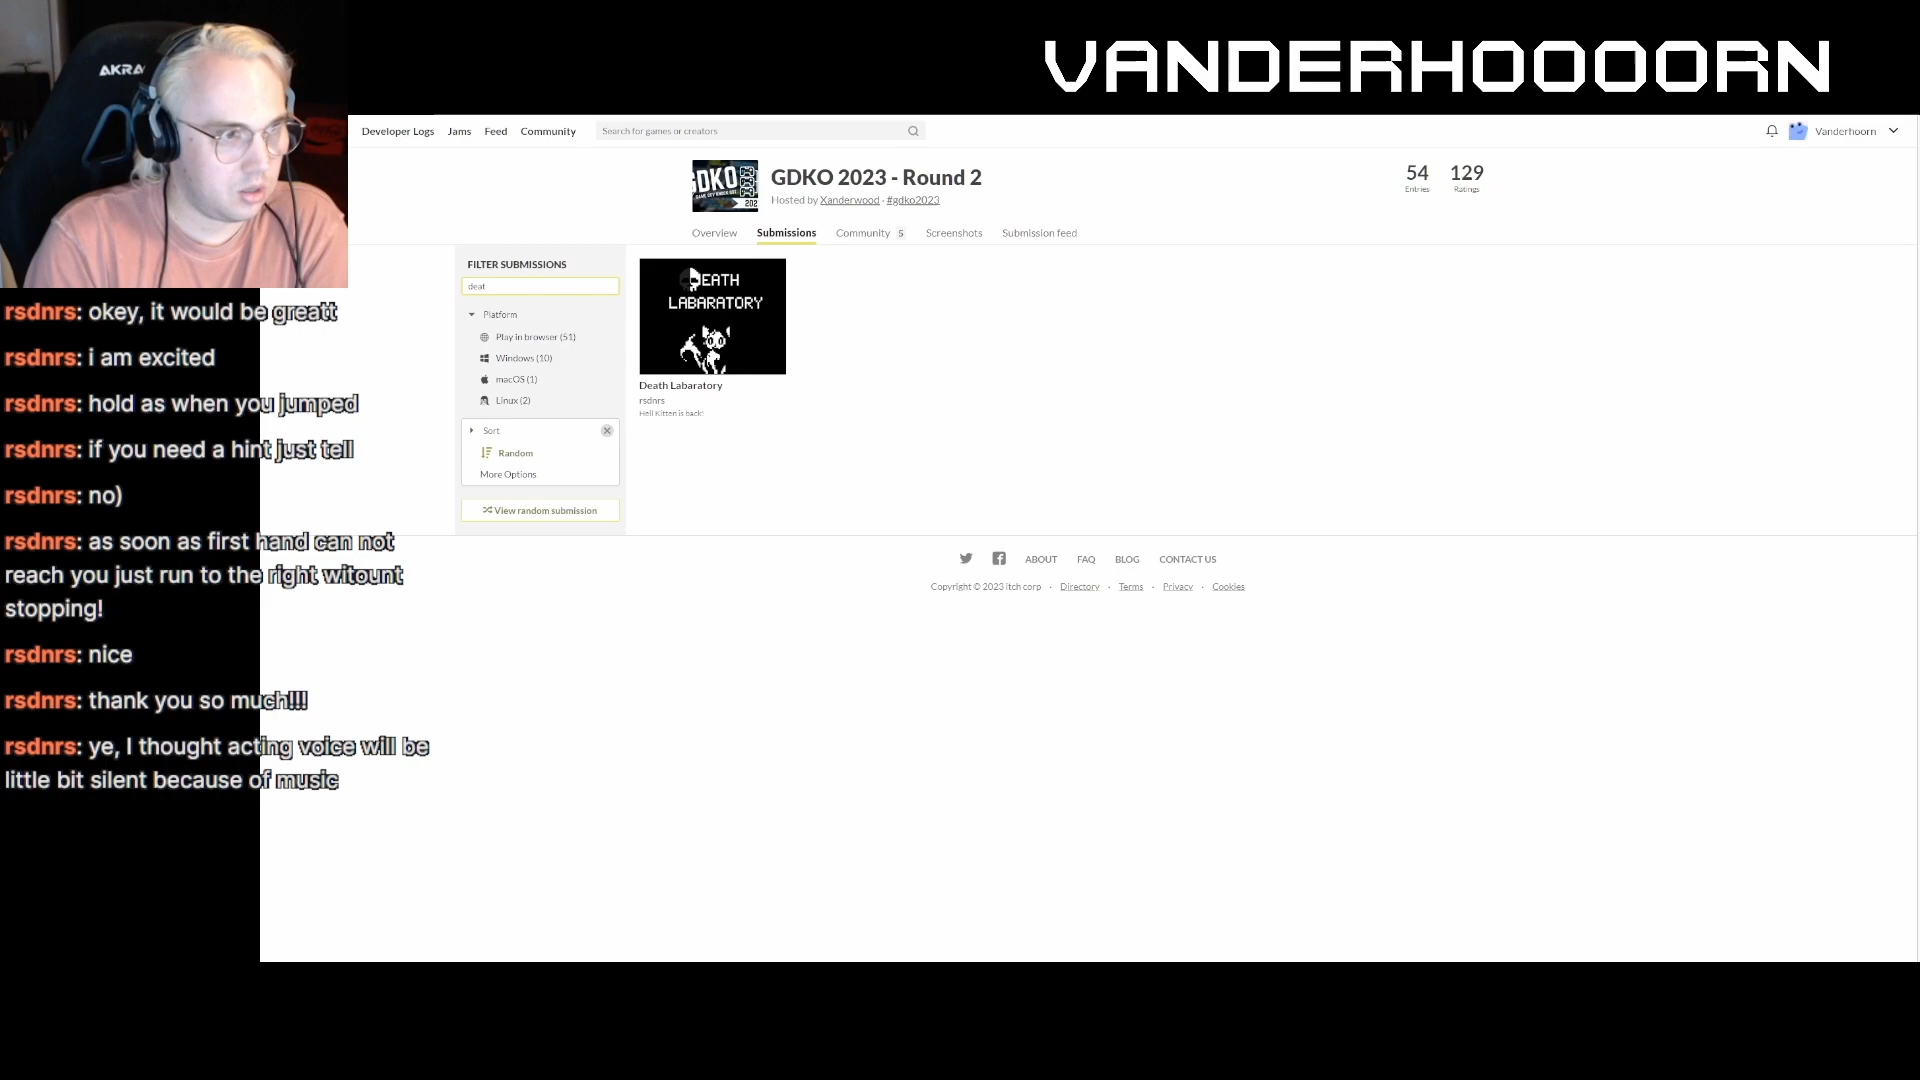 VANDERHOOOORN
AKRA
Developer Logs Jams Feed Community Search for games or creators Vanderhoorn
GDKO 2023 - Round 2
Hosted by Xanderwood · #gdko2023
54 Entries
129 Ratings
GDKO
202
Overview Submissions Community 5 Screenshots Submission feed
FILTER SUBMISSIONS
deat
Platform
Play in browser (51)
Windows (10)
macOS (1)
Linux (2)
Sort
Random
More Options
View random submission
DEATH
LABARATORY
Death Labaratory
rsdnrs
Hell Kitten is back!
ABOUT FAQ BLOG CONTACT US
Copyright © 2023 itch corp · Directory · Terms · Privacy · Cookies
rsdnrs: okey, it would be greatt
rsdnrs: i am excited
rsdnrs: hold as when you jumped
rsdnrs: if you need a hint just tell
rsdnrs: no)
rsdnrs: as soon as first hand can not
reach you just run to the right witount
stopping!
rsdnrs: nice
rsdnrs: thank you so much!!!
rsdnrs: ye, I thought acting voice will be
little bit silent because of music